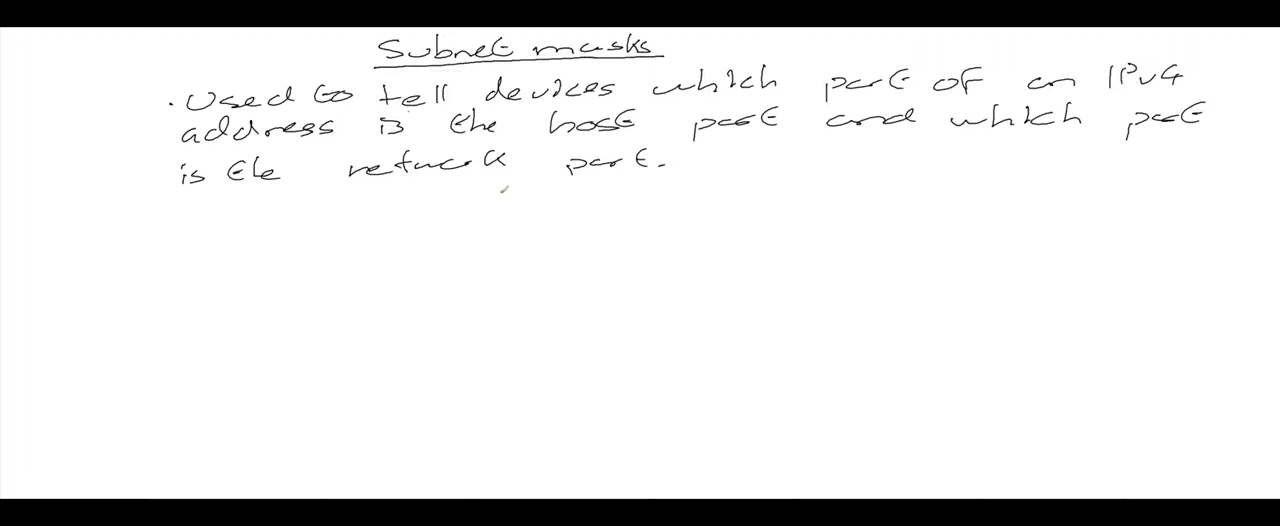 Subnet masks
. Used to tell devices which part of an IPv4
address is the host part and which part
is the network part.